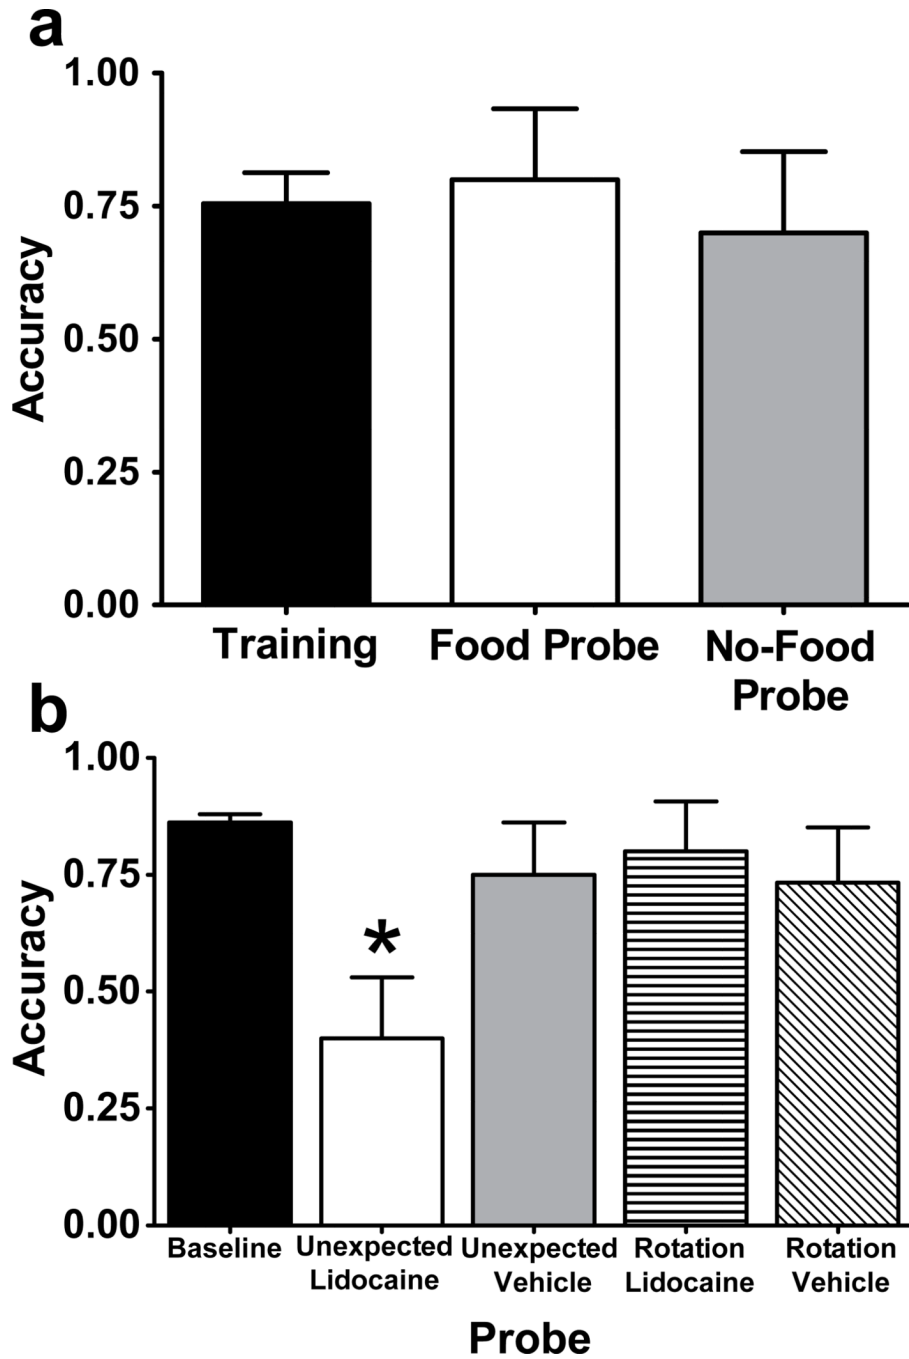 a
1.00
0.75
0.50
0.25
0.00
Accuracy
Training
Food Probe
No-Food
Probe
b
1.00
0.75
0.50
0.25
0.00
Accuracy
*
Baseline
Unexpected
Lidocaine
Unexpected
Vehicle
Rotation
Lidocaine
Rotation
Vehicle
Probe